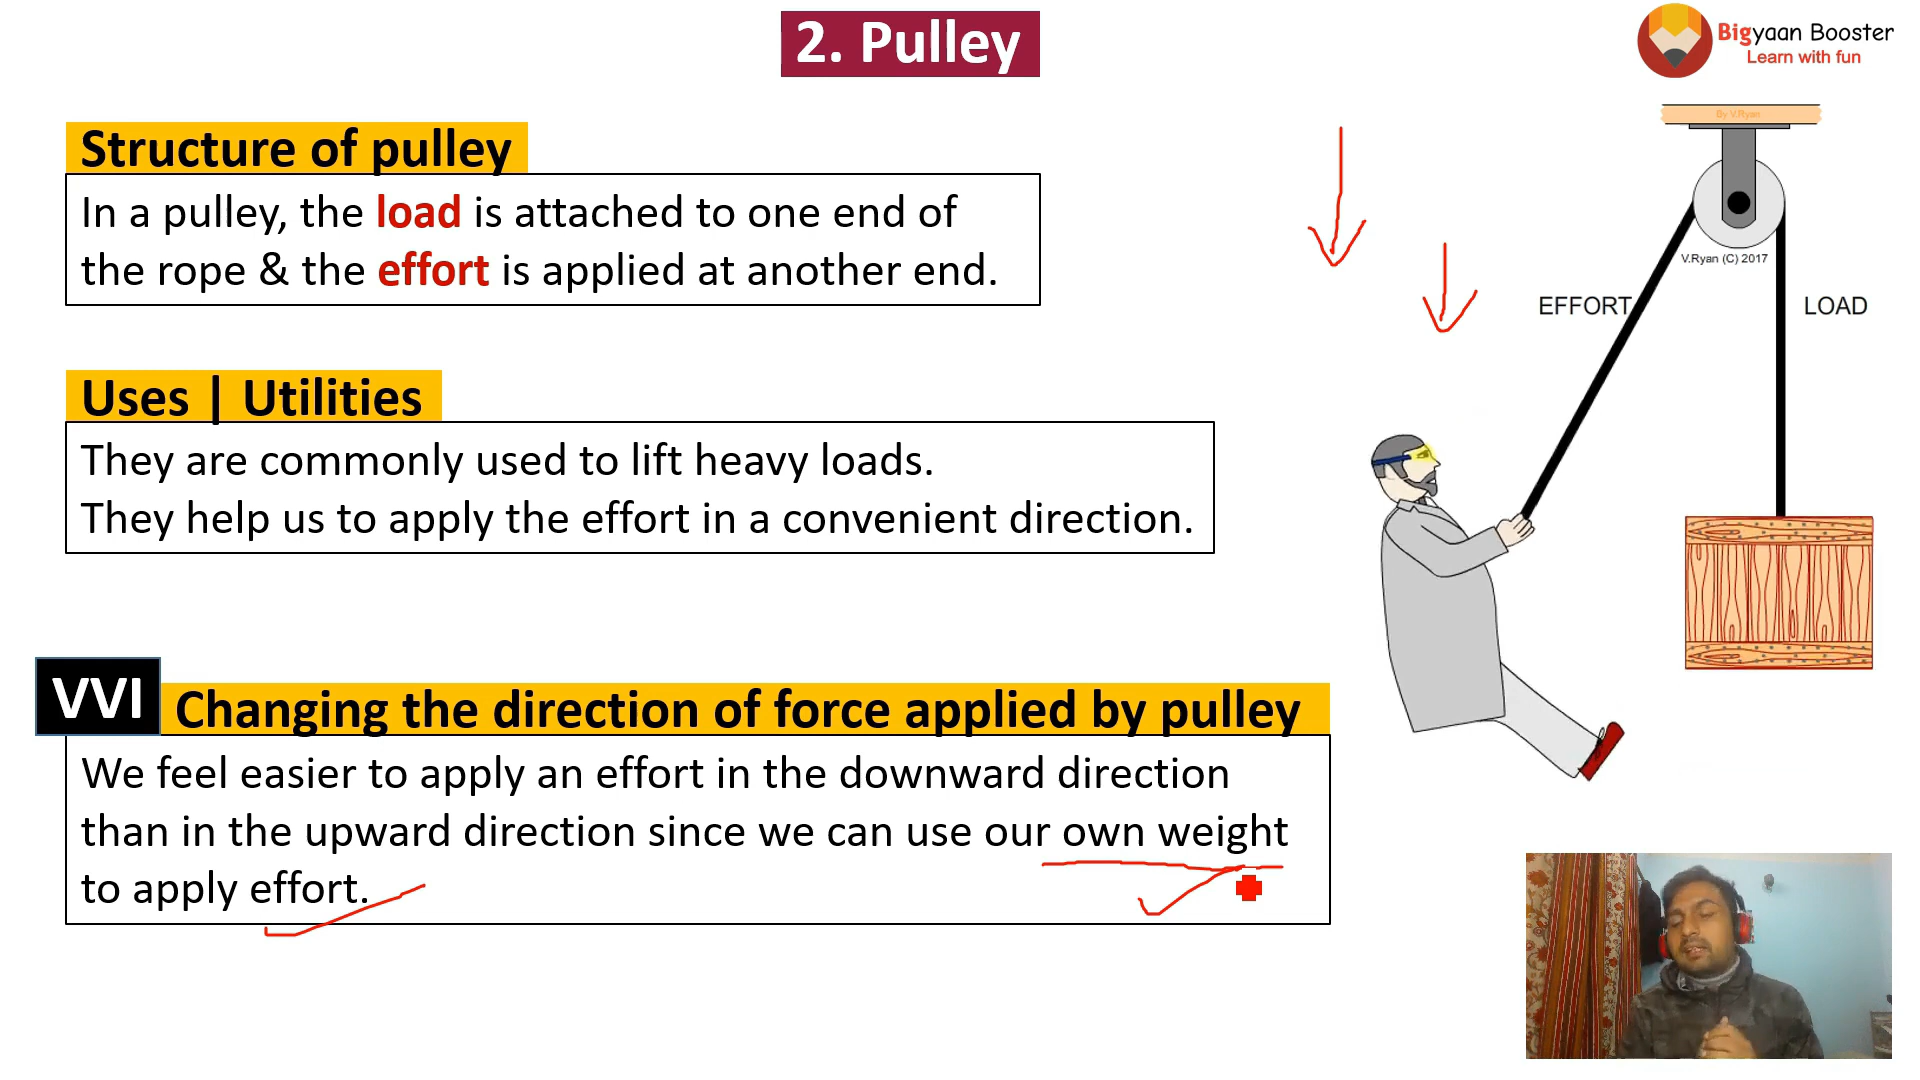 2. Pulley
Bigyaan Booster
Learn with fun
By V.Ryan
Structure of pulley
In a pulley, the load is attached to one end of
the rope & the effort is applied at another end.
V.Ryan (C) 2017
EFFORT
LOAD
Uses | Utilities
They are commonly used to lift heavy loads.
They help us to apply the effort in a convenient direction.
VVI
Changing the direction of force applied by pulley
We feel easier to apply an effort in the downward direction
than in the upward direction since we can use our own weight
to apply effort.